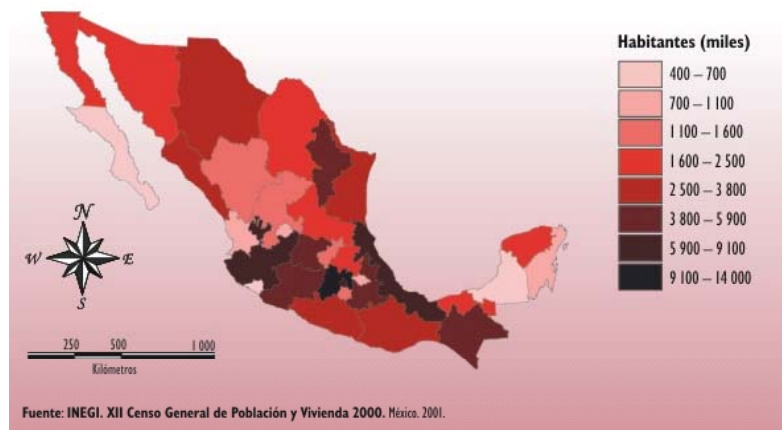 Habitantes (miles)
400 – 700
700 – 1 100
1 100 – 1 600
1 600 – 2 500
2 500 – 3 800
3 800 – 5 900
5 900 – 9 100
9 100 – 14 000
N
W E
S
250 500 1 000
Kilómetros
Fuente: INEGI. XII Censo General de Población y Vivienda 2000. México. 2001.